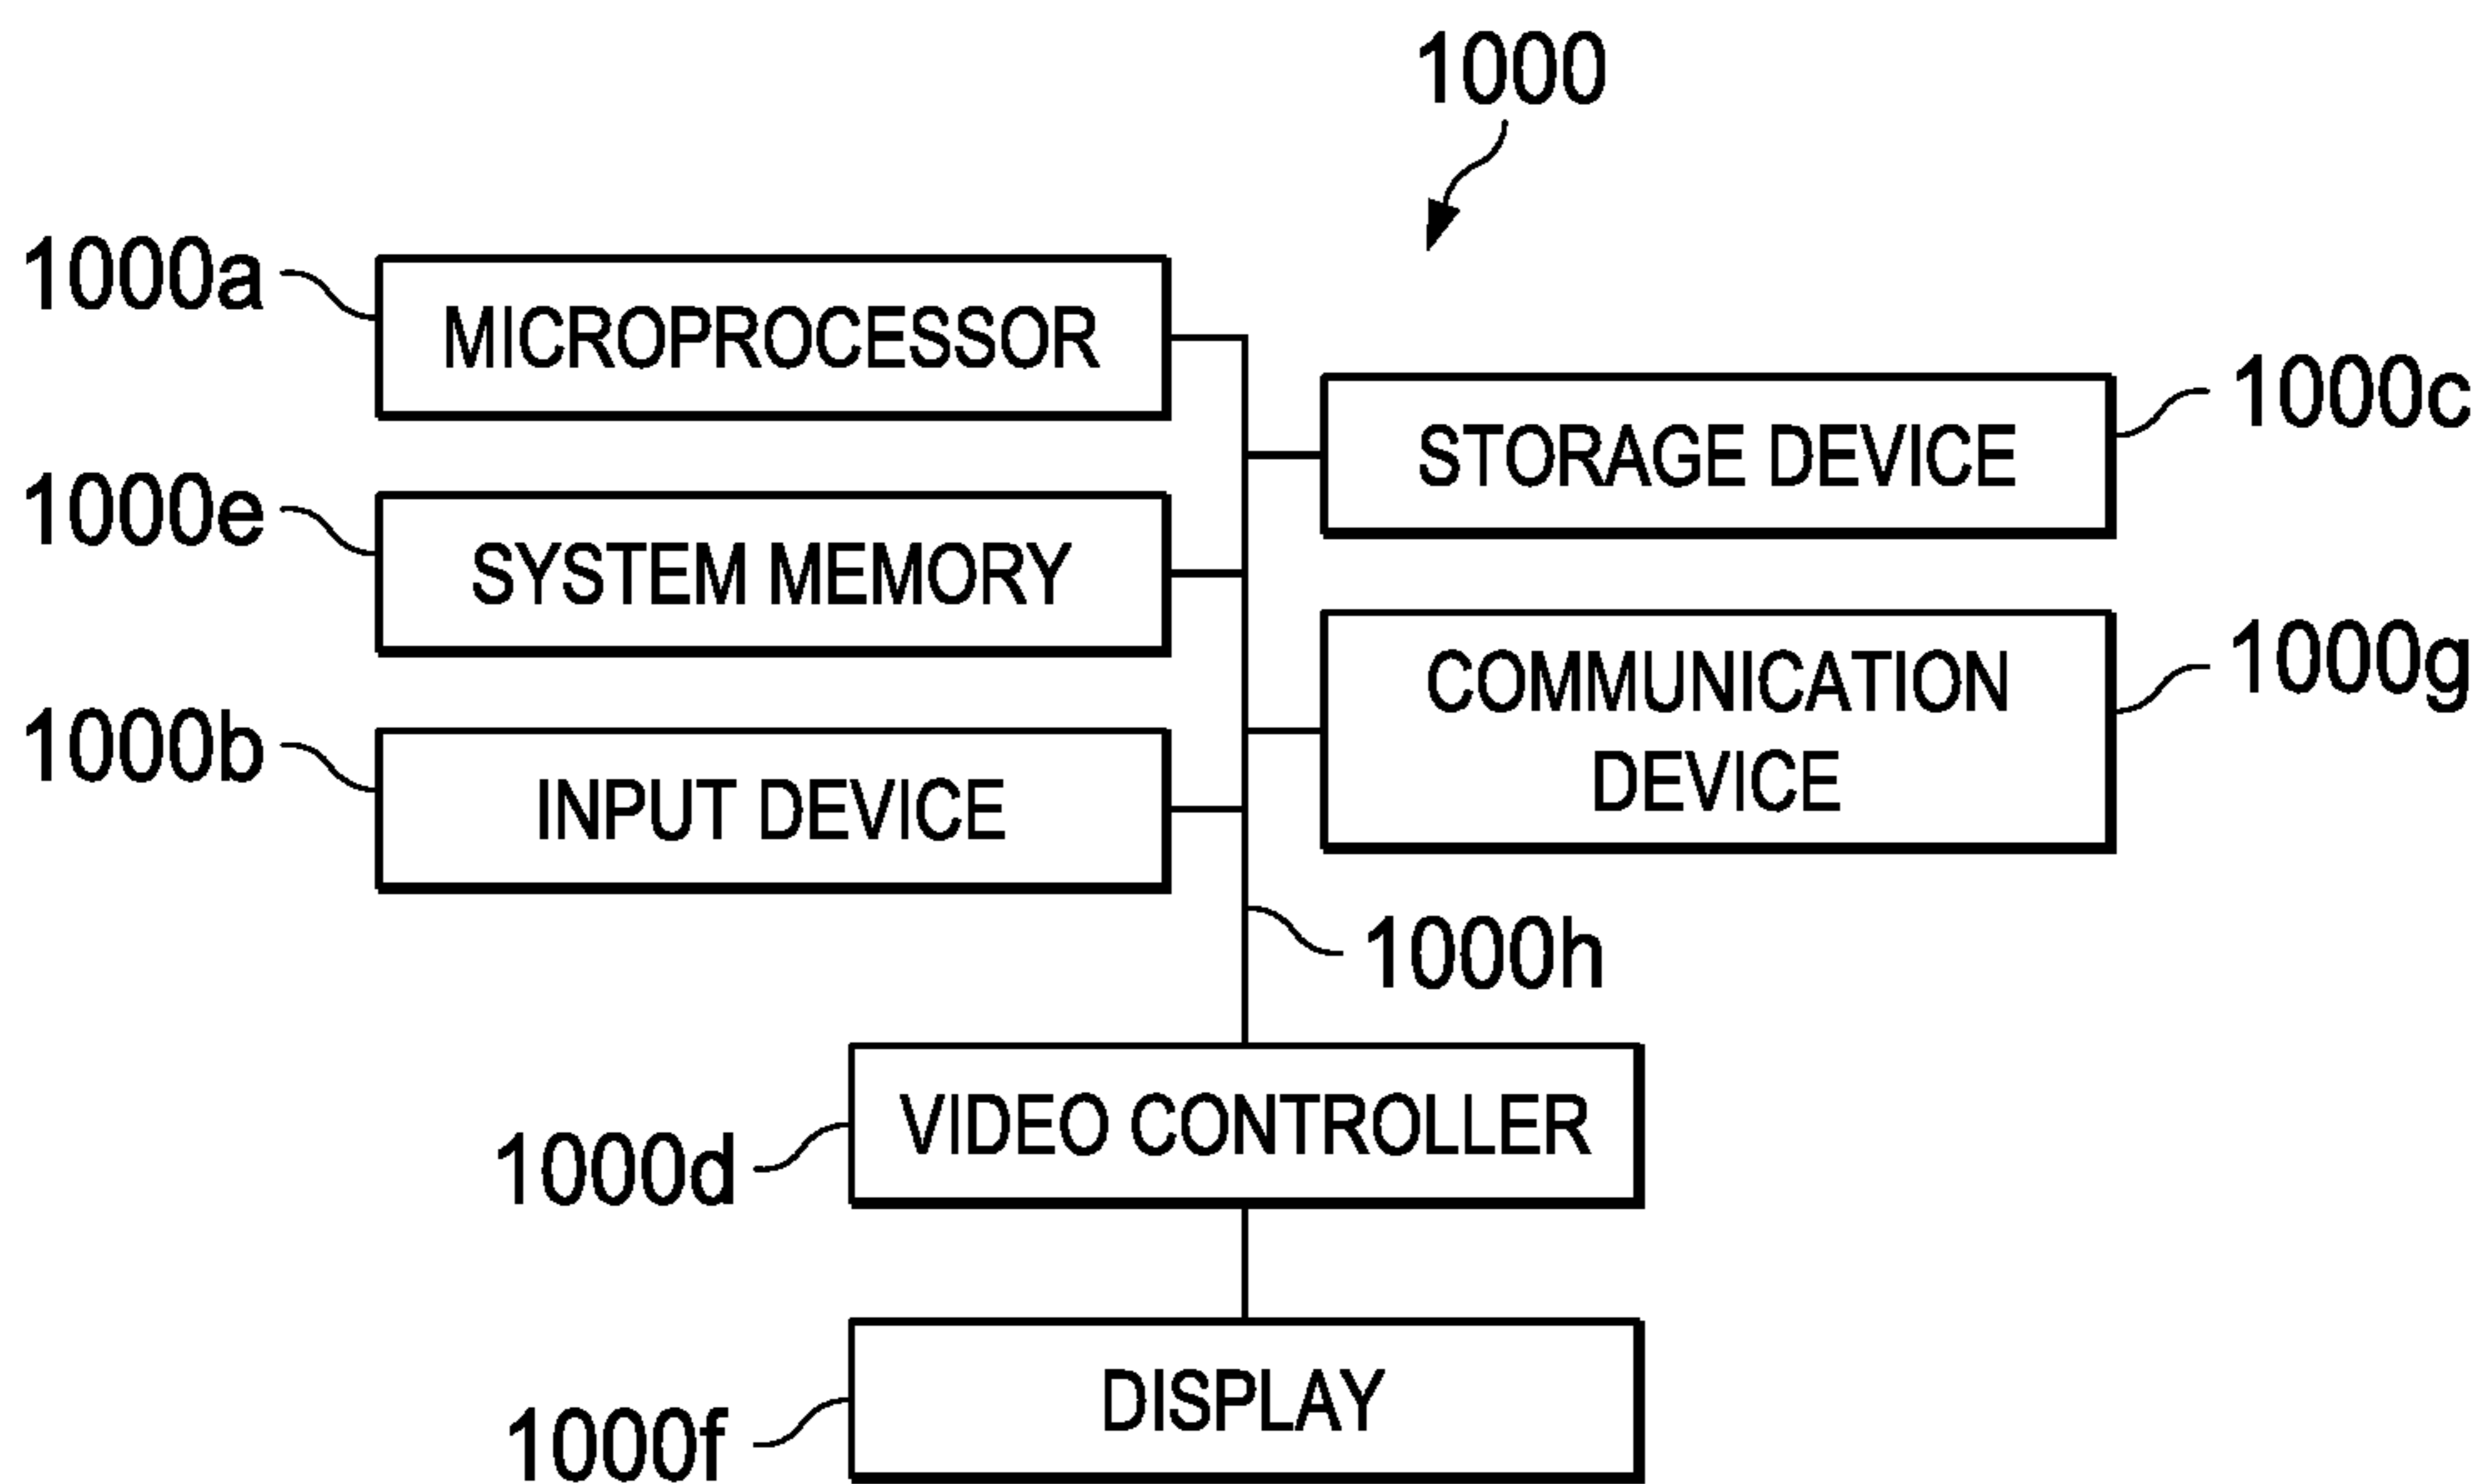 1000
1000a
MICROPROCESSOR
STORAGE DEVICE
1000c
1000e
SYSTEM MEMORY
COMMUNICATION
DEVICE
1000g
1000b
INPUT DEVICE
1000h
VIDEO CONTROLLER
1000d
DISPLAY
1000f